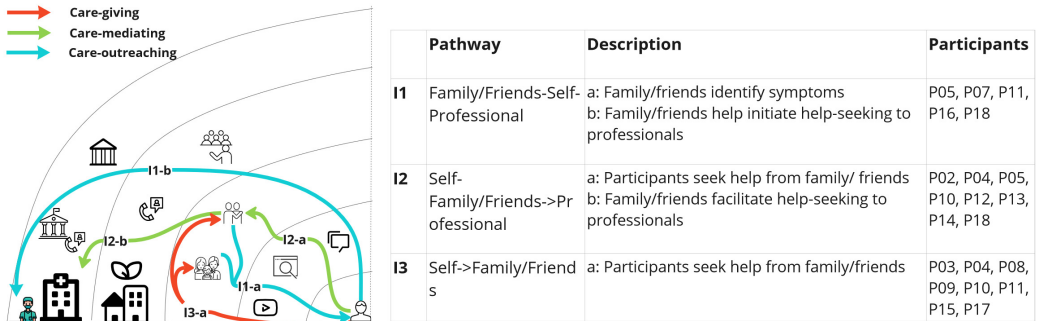 Care-giving
Care-mediating
Care-outreaching
I1-b
I2-b
I2-a
I1-a
I3-a
Pathway Description Participants
I1 Family/Friends-Self- a: Family/friends identify symptoms P05, P07, P11,
Professional b: Family/friends help initiate help-seeking to P16, P18
professionals
I2 Self- a: Participants seek help from family/ friends P02, P04, P05,
Family/Friends->Pr b: Family/friends facilitate help-seeking to P10, P12, P13,
ofessional professionals P14, P18
I3 Self->Family/Friend a: Participants seek help from family/friends P03, P04, P08,
s P09, P10, P11,
P15, P17